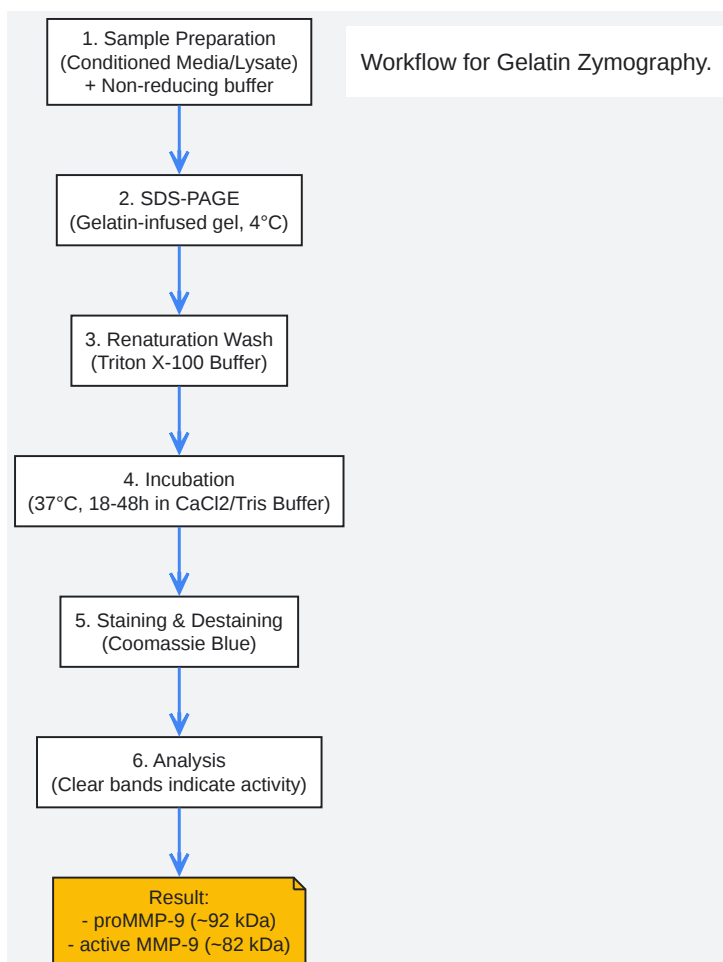 1. Sample Preparation
(Conditioned Media/Lysate)
+ Non-reducing buffer
Workflow for Gelatin Zymography.
2. SDS-PAGE
(Gelatin-infused gel, 4°C)
3. Renaturation Wash
(Triton X-100 Buffer)
4. Incubation
(37°C, 18-48h in CaCl2/Tris Buffer)
5. Staining & Destaining
(Coomassie Blue)
6. Analysis
(Clear bands indicate activity)
Result:
- proMMP-9 (~92 kDa)
- active MMP-9 (~82 kDa)